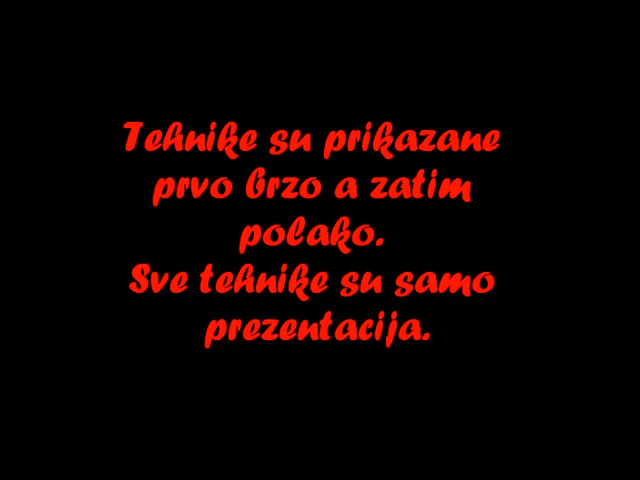 Tehnike su prikazane
prvo brzo a zatim
polako.
Sve tehnike su samo
prezentacija.